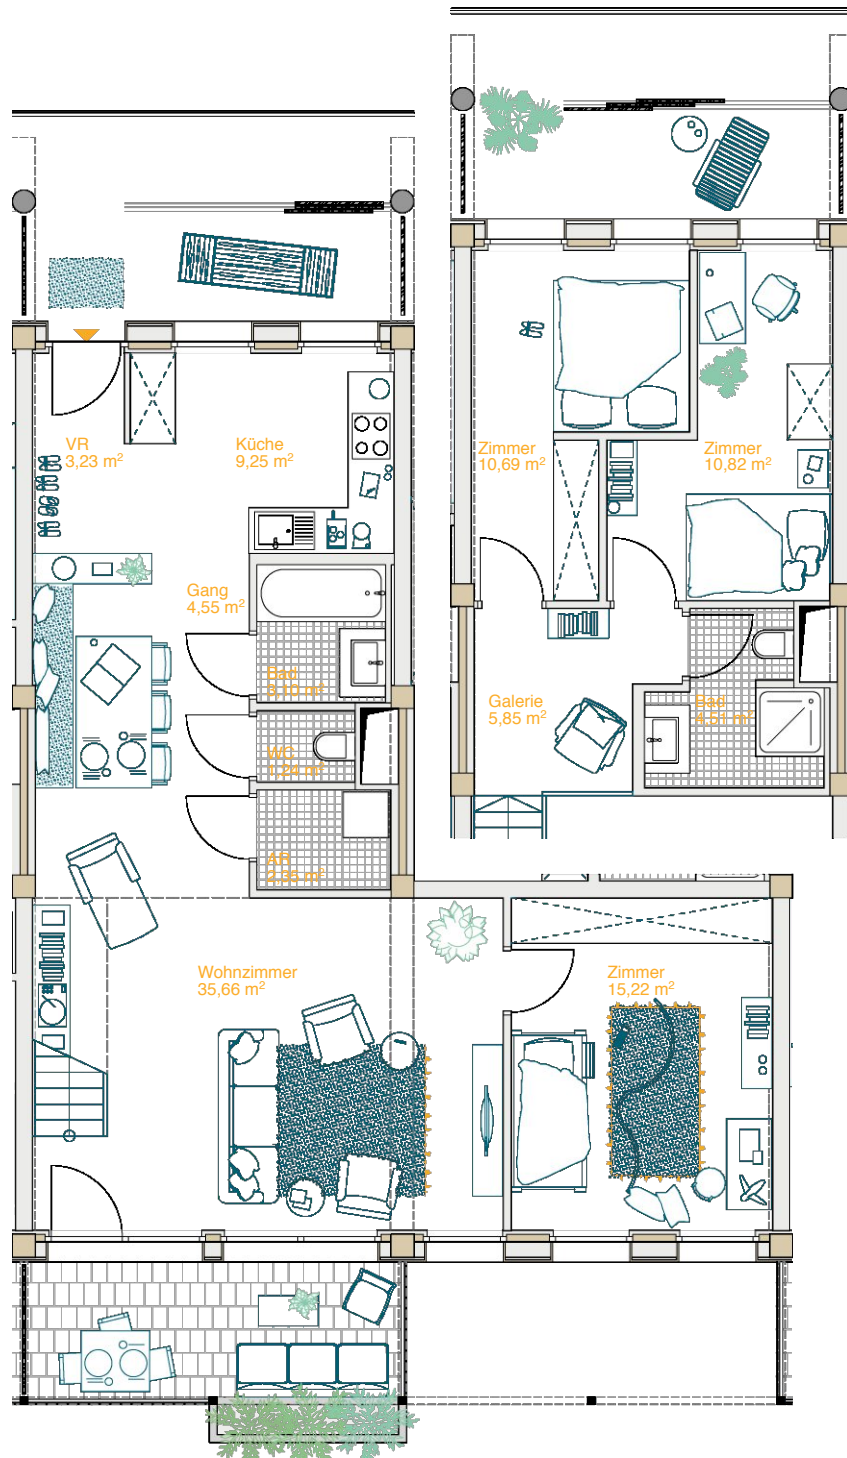 VR
3,23 m²
Küche
9,25 m²
Gang
4,55 m²
Bad
3,10 m²
WC
1,24 m²
AR
2,35 m²
Wohnzimmer
35,66 m²
Zimmer
15,22 m²
Zimmer
10,69 m²
Zimmer
10,82 m²
Galerie
5,85 m²
Bad
4,51 m²